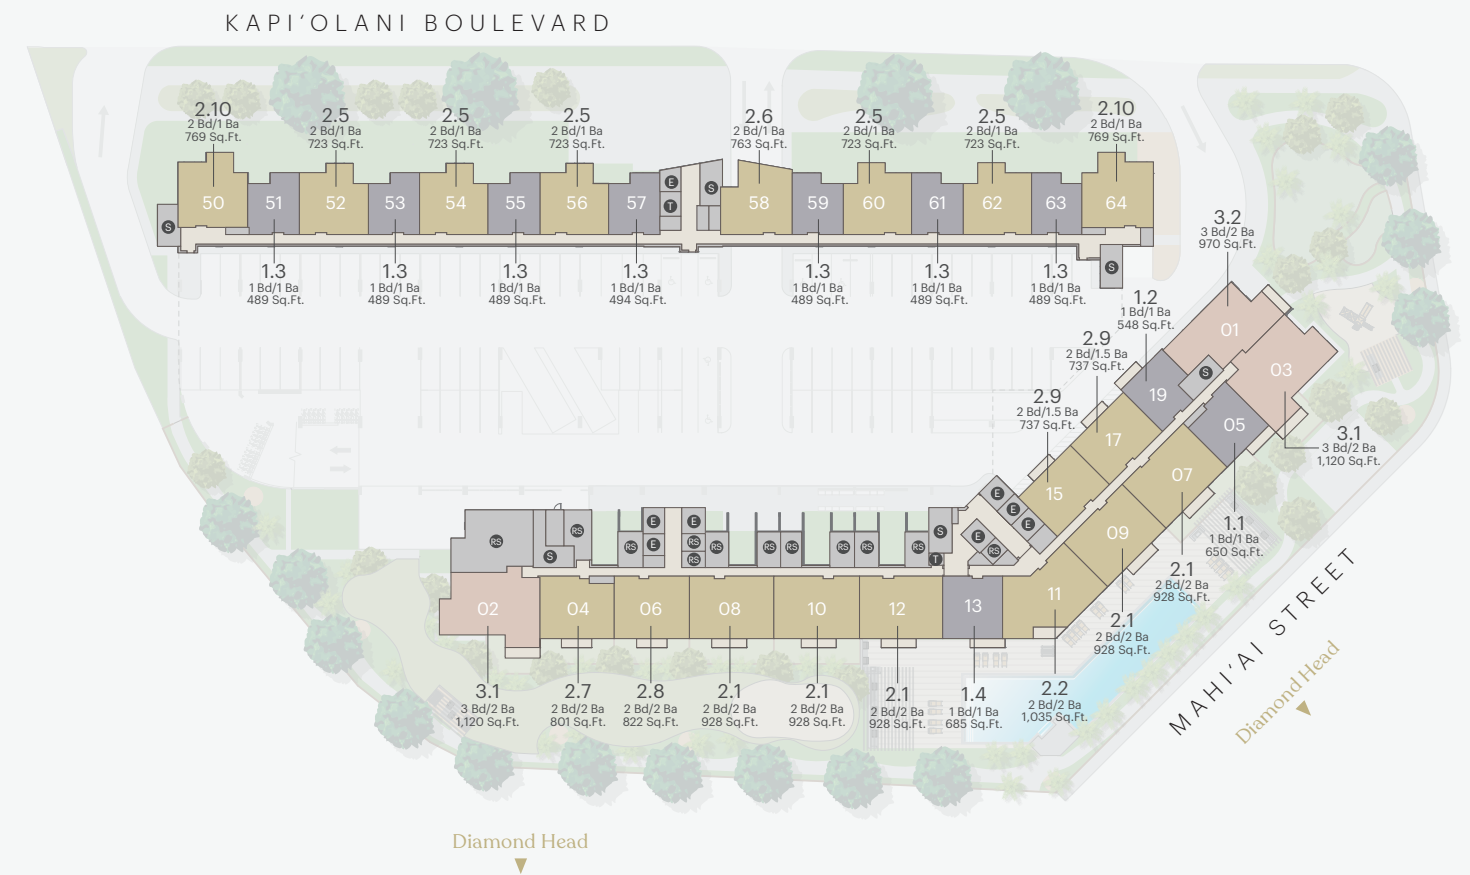 KAPI‘OLANI BOULEVARD
2.10
2 Bd/1 Ba
769 Sq.Ft.
2.5
2 Bd/1 Ba
723 Sq.Ft.
2.5
2 Bd/1 Ba
723 Sq.Ft.
2.5
2 Bd/1 Ba
723 Sq.Ft.
2.6
2 Bd/1 Ba
763 Sq.Ft.
2.5
2 Bd/1 Ba
723 Sq.Ft.
2.5
2 Bd/1 Ba
723 Sq.Ft.
2.10
2 Bd/1 Ba
769 Sq.Ft.
S
50
51
52
53
54
55
56
57
E
T
S
58
59
60
61
62
63
64
S
1.3
1 Bd/1 Ba
489 Sq.Ft.
1.3
1 Bd/1 Ba
489 Sq.Ft.
1.3
1 Bd/1 Ba
489 Sq.Ft.
1.3
1 Bd/1 Ba
494 Sq.Ft.
1.3
1 Bd/1 Ba
489 Sq.Ft.
1.3
1 Bd/1 Ba
489 Sq.Ft.
1.3
1 Bd/1 Ba
489 Sq.Ft.
3.2
3 Bd/2 Ba
970 Sq.Ft.
1.2
1 Bd/1 Ba
548 Sq.Ft.
2.9
2 Bd/1.5 Ba
737 Sq.Ft.
2.9
2 Bd/1.5 Ba
737 Sq.Ft.
01
03
S
19
05
17
07
15
09
11
3.1
3 Bd/2 Ba
1,120 Sq.Ft.
1.1
1 Bd/1 Ba
650 Sq.Ft.
2.1
2 Bd/2 Ba
928 Sq.Ft.
2.1
2 Bd/2 Ba
928 Sq.Ft.
2.2
2 Bd/2 Ba
1,035 Sq.Ft.
E
E
E
E
RS
RS
S
RS
RS
E
E
E
RS
RS
RS
RS
RS
RS
RS
RS
S
T
02
04
06
08
10
12
13
3.1
3 Bd/2 Ba
1,120 Sq.Ft.
2.7
2 Bd/2 Ba
801 Sq.Ft.
2.8
2 Bd/2 Ba
822 Sq.Ft.
2.1
2 Bd/2 Ba
928 Sq.Ft.
2.1
2 Bd/2 Ba
928 Sq.Ft.
2.1
2 Bd/2 Ba
928 Sq.Ft.
1.4
1 Bd/1 Ba
685 Sq.Ft.
MAHI‘AI STREET
Diamond Head
Diamond Head